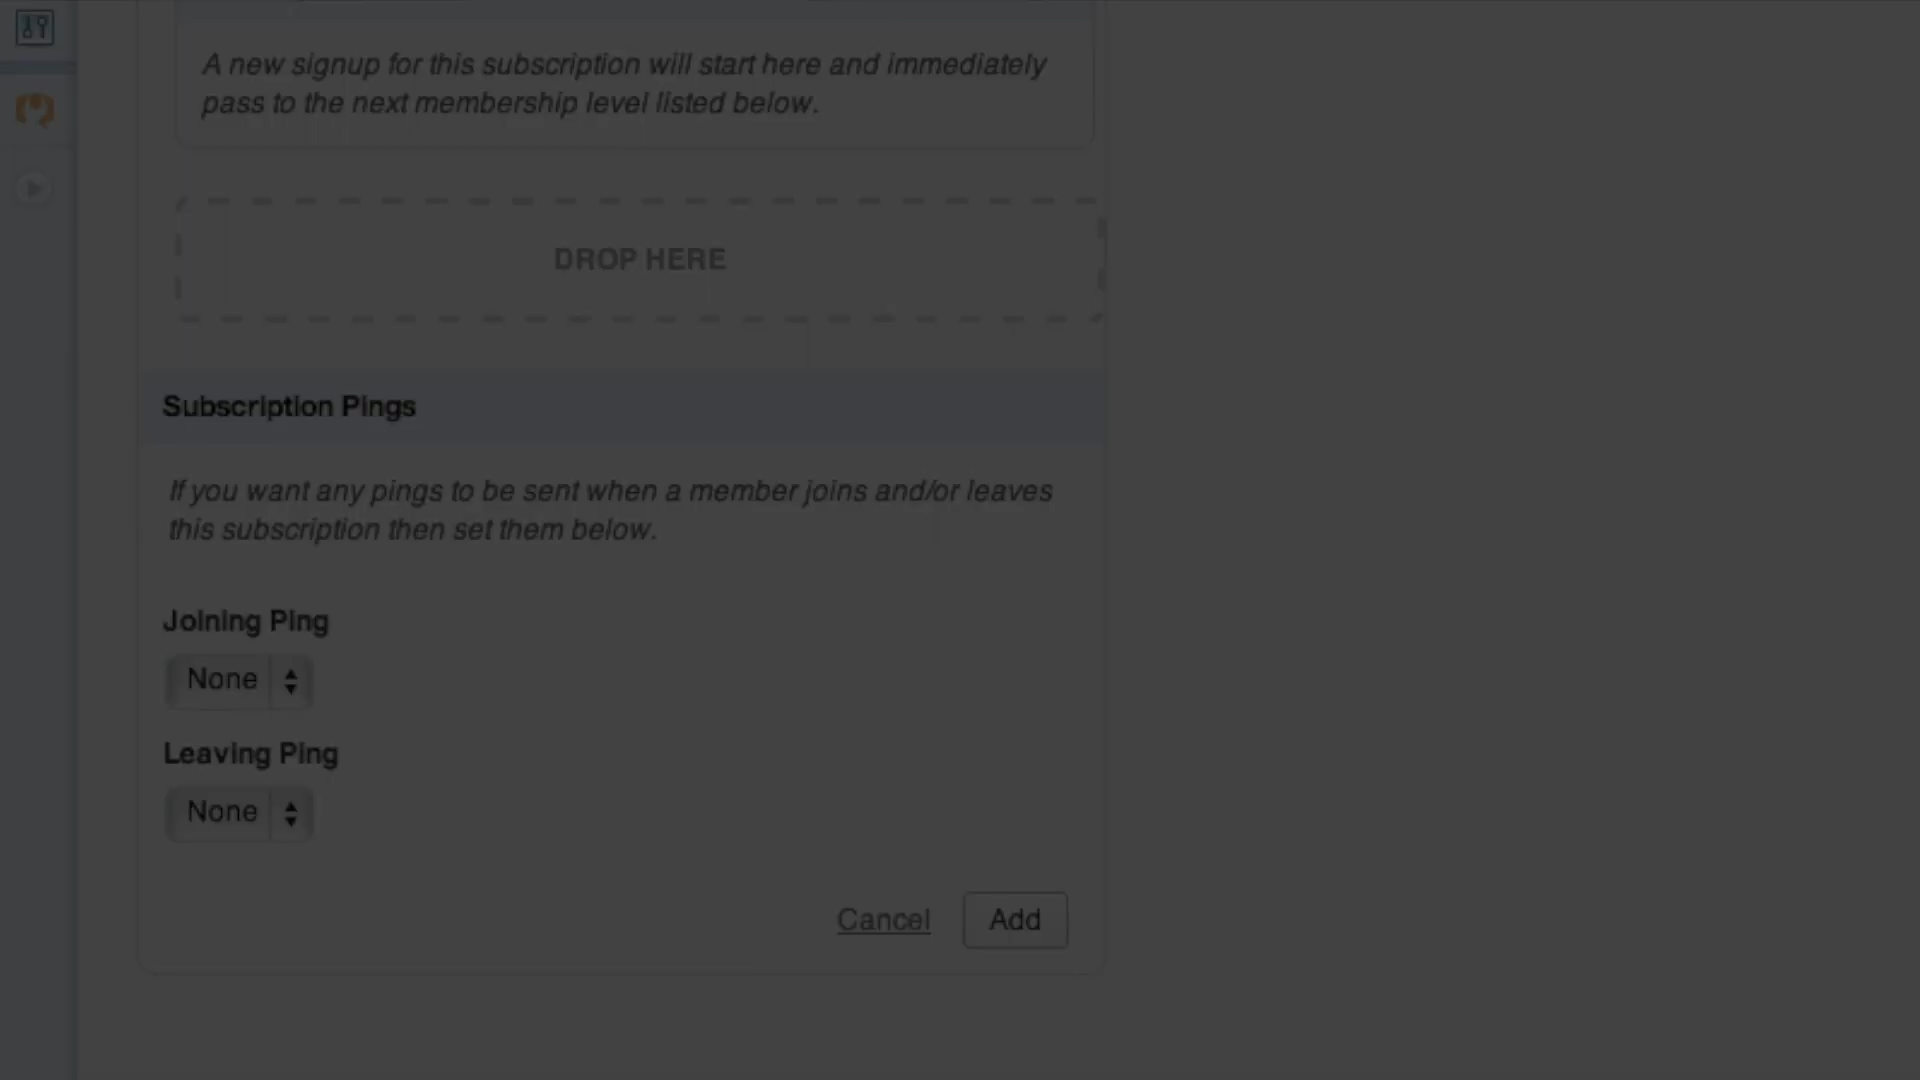 A new signup for this subscription will start here and immediately
pass to the next membership level listed below.
DROP HERE
Subscription Pings
If you want any pings to be sent when a member joins and/or leaves
this subscription then set them below.
Joining Ping
None
Leaving Ping
None
Cancel
Add